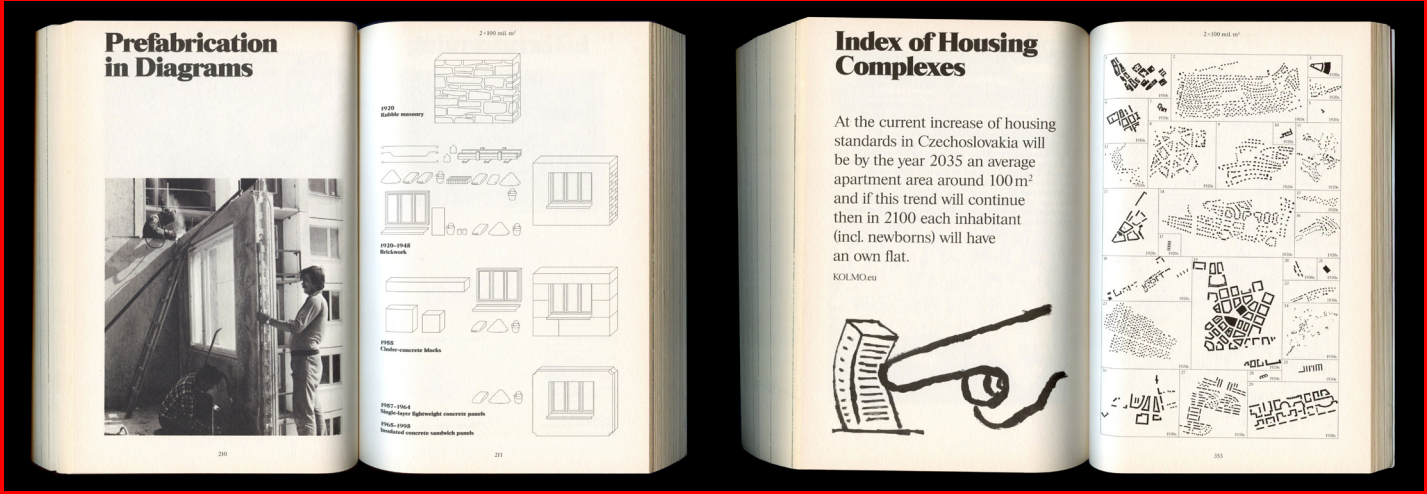 Prefabrication
in Diagrams
210
2×100 mil. m²
1920
Rubble masonry
1920–1948
Brickwork
1955
Cinder-concrete blocks
1957–1964
Single-layer lightweight concrete panels
1965–1995
Insulated concrete sandwich panels
211
Index of Housing
Complexes
At the current increase of housing
standards in Czechoslovakia will
be by the year 2035 an average
apartment area around 100 m²
and if this trend will continue
then in 2100 each inhabitant
(incl. newborns) will have
an own flat.
KOLMO.eu
2×100 mil. m²
353